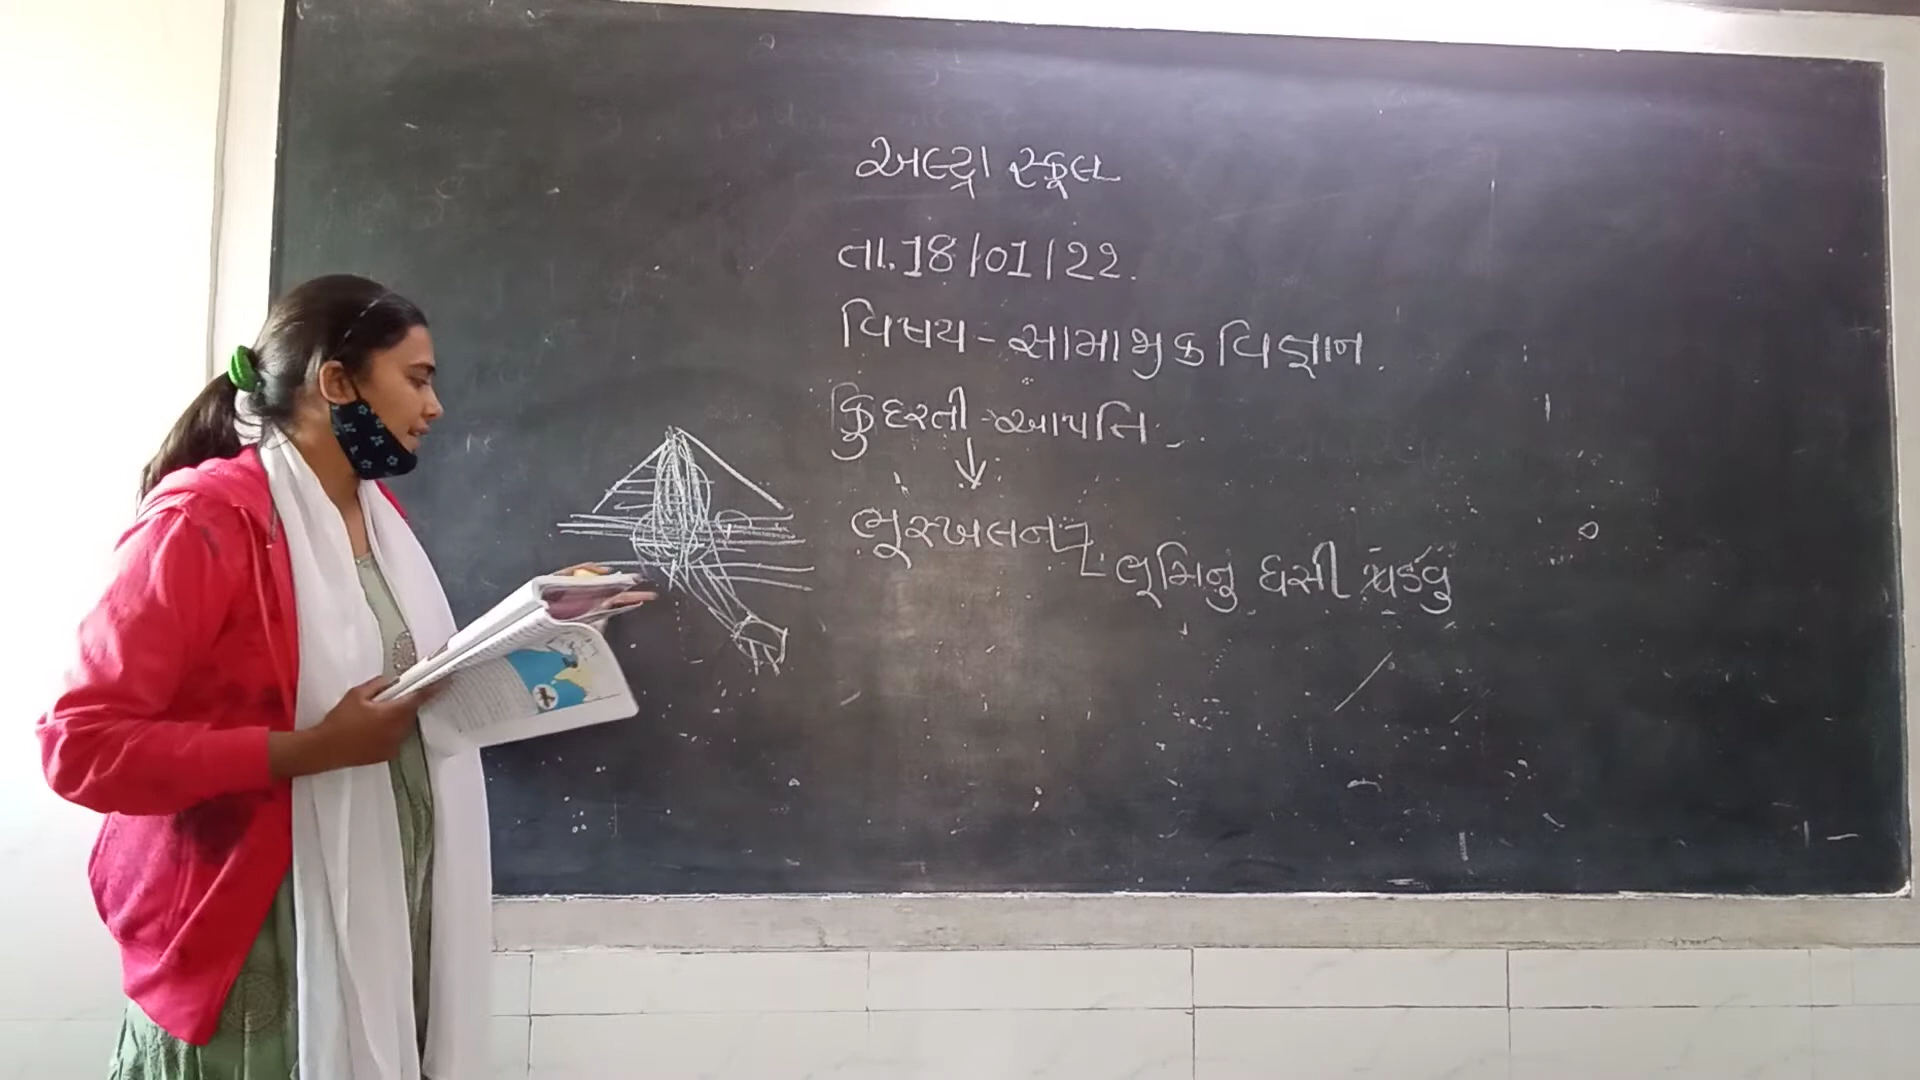 અલ્ટ્રા સ્કૂલ
તા.18/01/22.
વિષય - સામાજીક વિજ્ઞાન.
કુદરતી - આપત્તિ -
ભૂસ્ખલન
ભૂમિનુ ધસી પડવુ